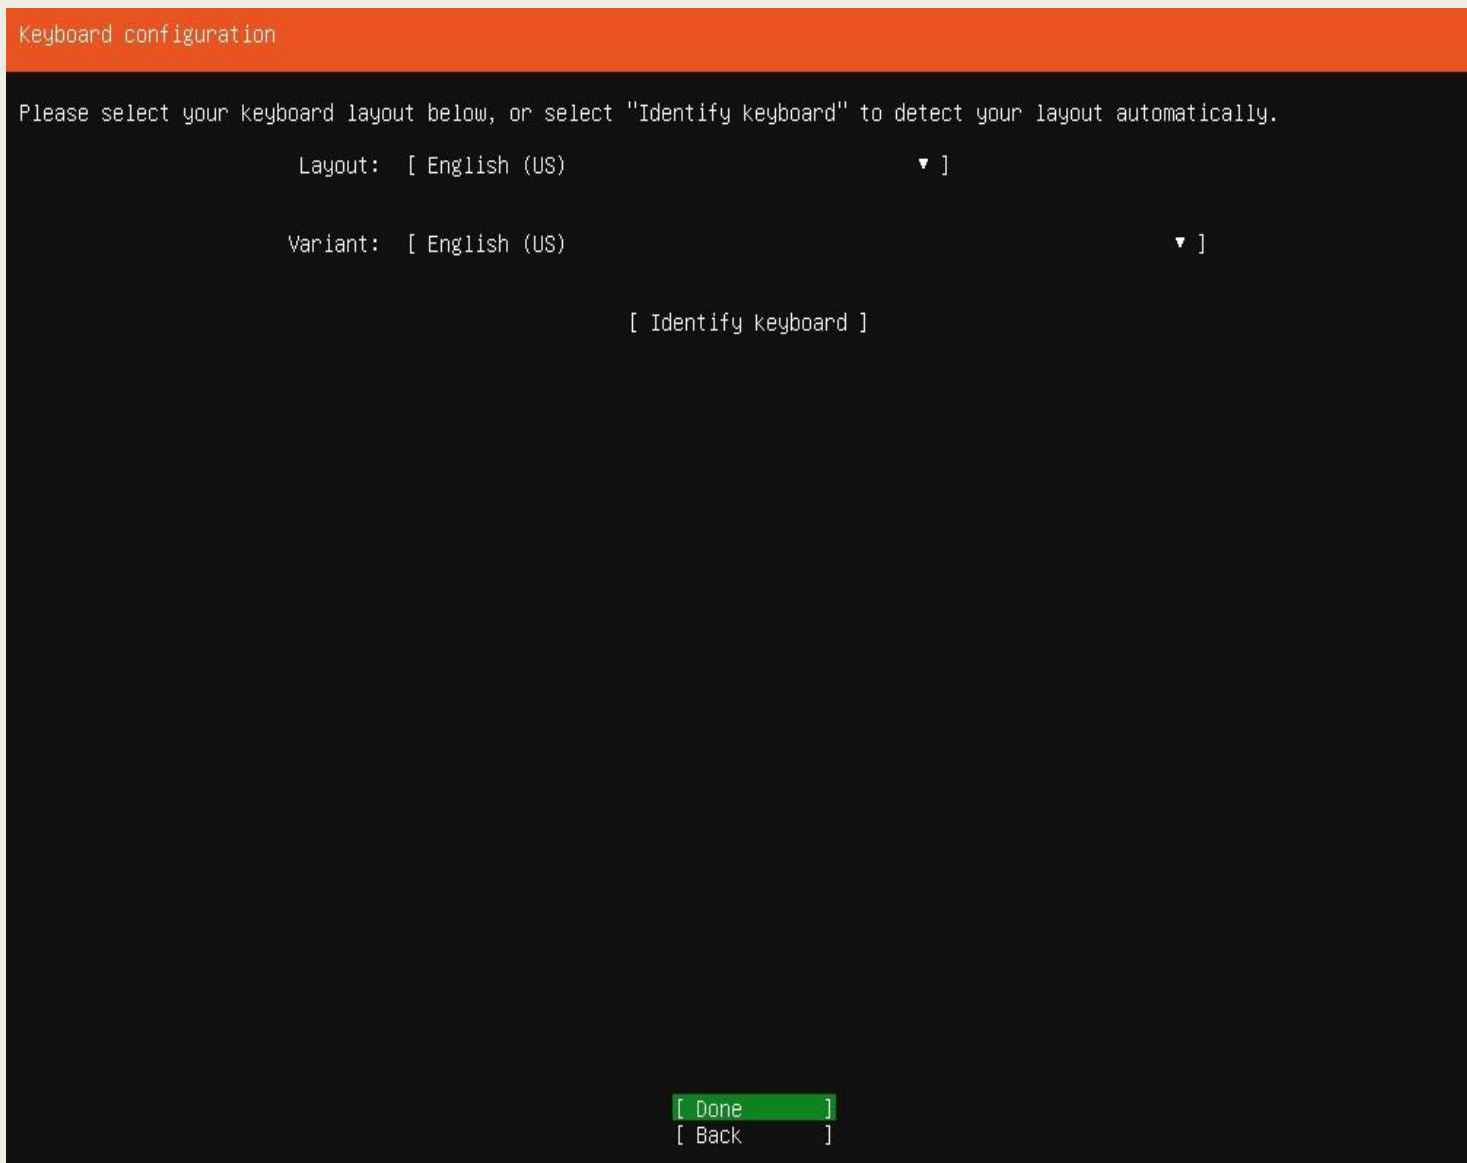 Keyboard configuration
Please select your keyboard layout below, or select "Identify keyboard" to detect your layout automatically.
Layout: [ English (US) ▾ ]
Variant: [ English (US) ▾ ]
[ Identify keyboard ]
[ Done ]
[ Back ]